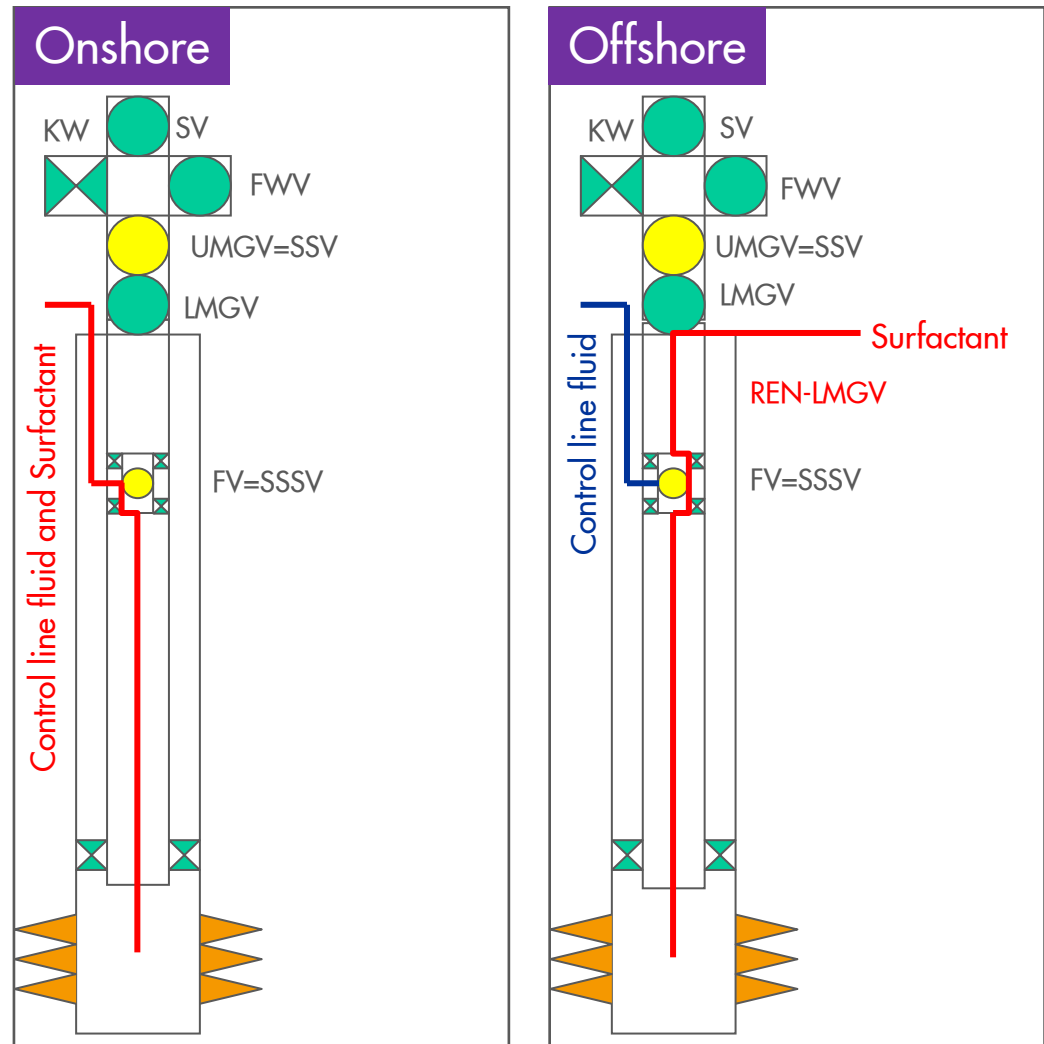 Onshore
KW
SV
FWV
UMGV=SSV
LMGV
Control line fluid and Surfactant
FV=SSSV
Offshore
KW
SV
FWV
UMGV=SSV
LMGV
Surfactant
REN-LMGV
Control line fluid
FV=SSSV